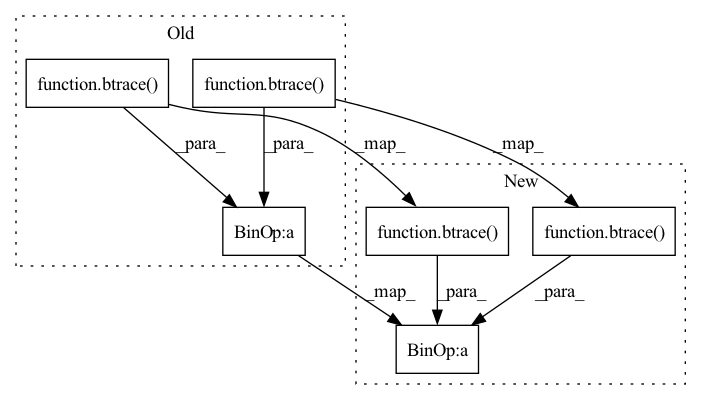 Old
function.btrace()
function.btrace()
_para_
_para_
_map_
_map_
New
BinOp:a
function.btrace()
function.btrace()
_map_
_para_
_para_
BinOp:a